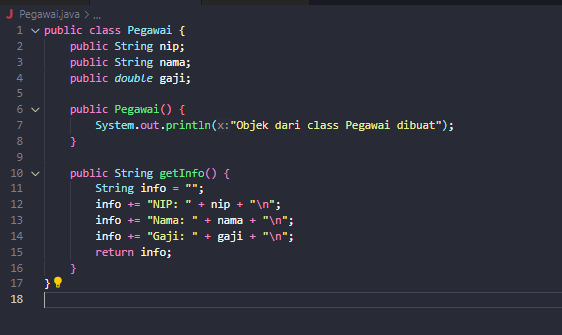 J Pegawai.java > ...
1 public class Pegawai {
2 public String nip;
3 public String nama;
4 public double gaji;
5
6 public Pegawai() {
7 System.out.println(x:"Objek dari class Pegawai dibuat");
8 }
9
10 public String getInfo() {
11 String info = "";
12 info += "NIP: " + nip + "\n";
13 info += "Nama: " + nama + "\n";
14 info += "Gaji: " + gaji + "\n";
15 return info;
16 }
17 }
18